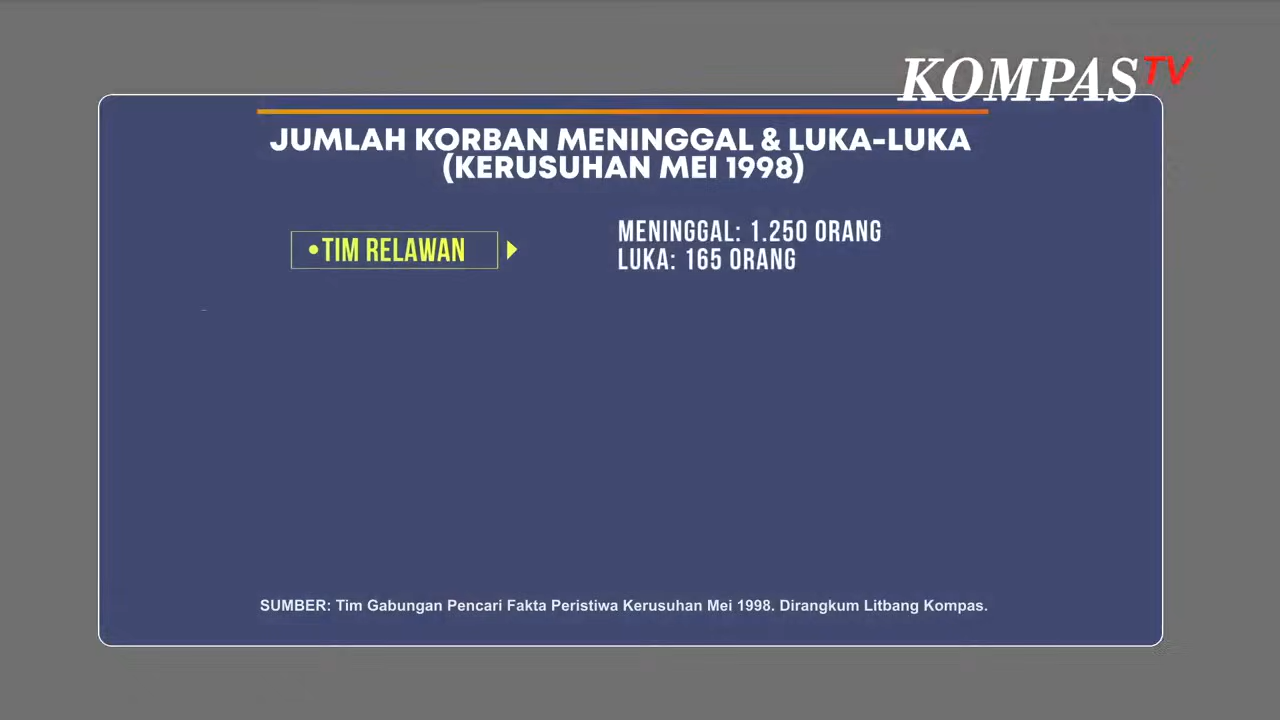 KOMPASTV
JUMLAH KORBAN MENINGGAL & LUKA-LUKA
(KERUSUHAN MEI 1998)
•TIM RELAWAN
MENINGGAL: 1.250 ORANG
LUKA: 165 ORANG
SUMBER: Tim Gabungan Pencari Fakta Peristiwa Kerusuhan Mei 1998. Dirangkum Litbang Kompas.